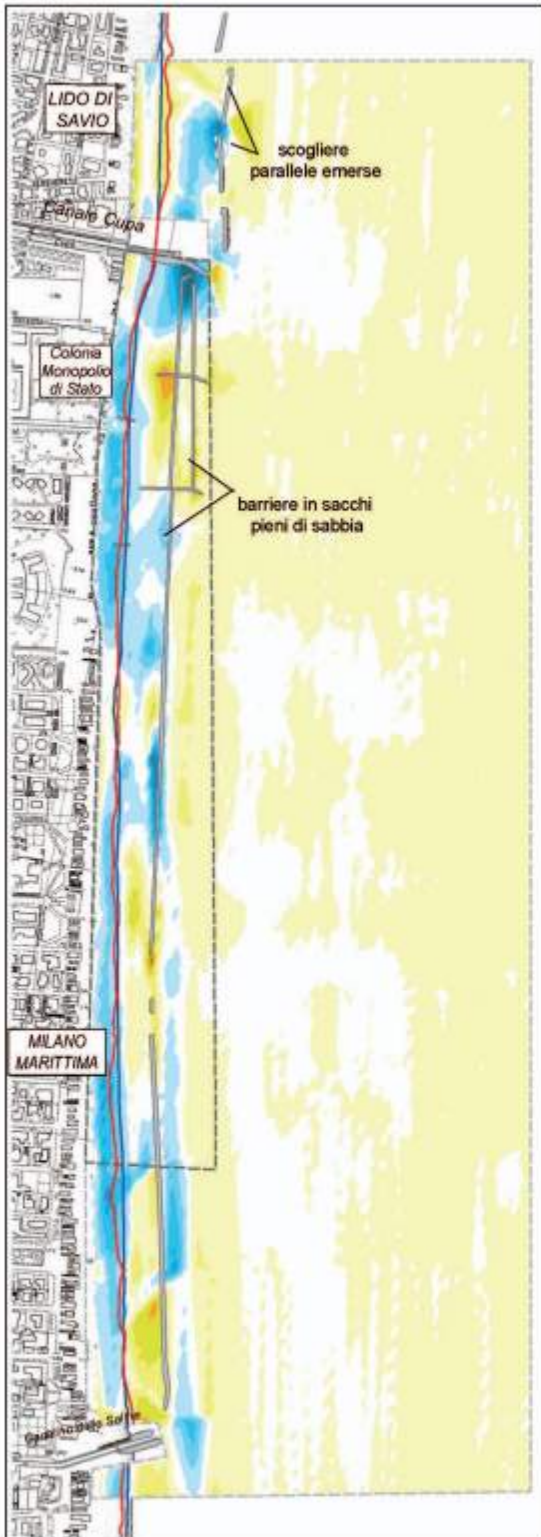 LIDO DI
SAVIO
scogliere
parallele emerse
Canale Cupa
Colonia
Monopolio
di Stato
barriere in sacchi
pieni di sabbia
MILANO
MARITTIMA